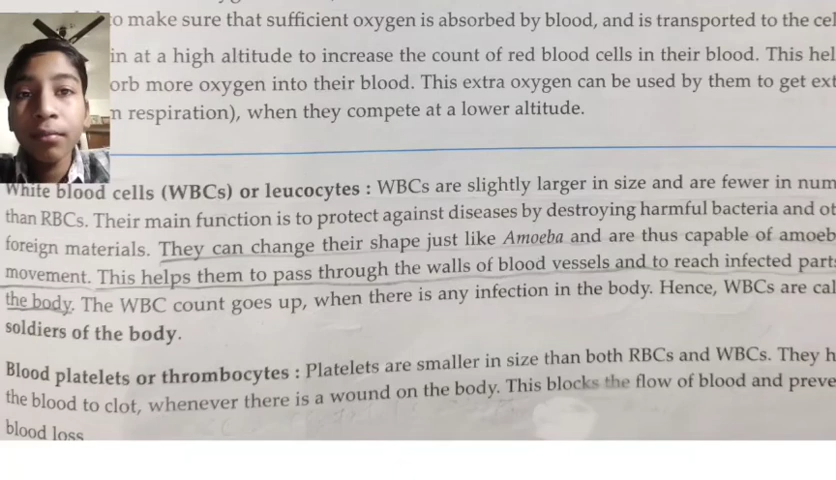 to make sure that sufficient oxygen is absorbed by blood, and is transported to the cel
in at a high altitude to increase the count of red blood cells in their blood. This hel
orb more oxygen into their blood. This extra oxygen can be used by them to get ext
n respiration), when they compete at a lower altitude.
White blood cells (WBCs) or leucocytes : WBCs are slightly larger in size and are fewer in num
than RBCs. Their main function is to protect against diseases by destroying harmful bacteria and ot
foreign materials. They can change their shape just like Amoeba and are thus capable of amoeb
movement. This helps them to pass through the walls of blood vessels and to reach infected part
the body. The WBC count goes up, when there is any infection in the body. Hence, WBCs are cal
soldiers of the body.
Blood platelets or thrombocytes : Platelets are smaller in size than both RBCs and WBCs. They h
the blood to clot, whenever there is a wound on the body. This blocks the flow of blood and preve
blood loss